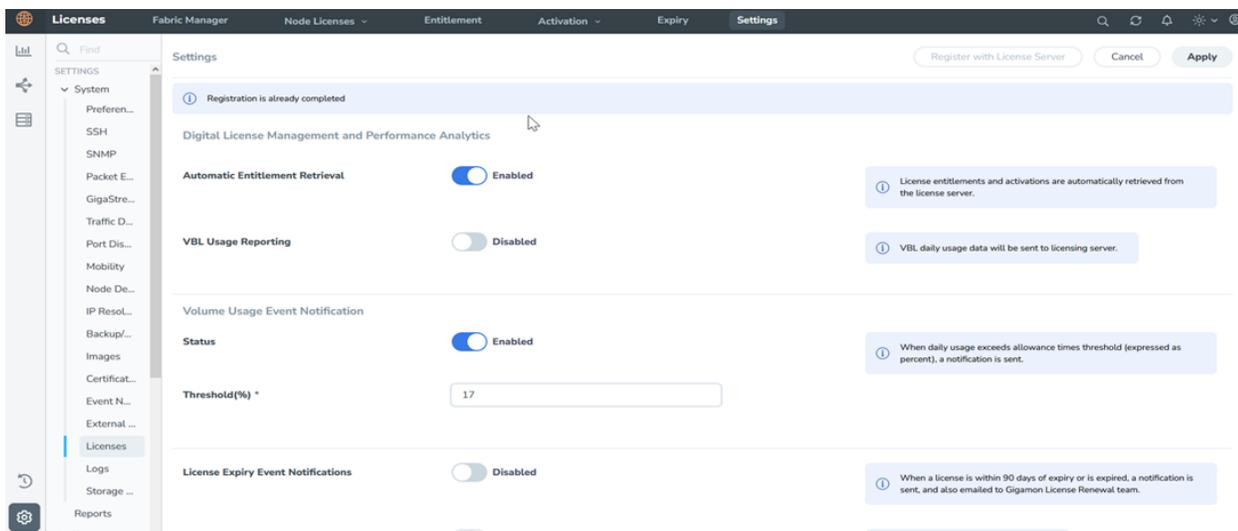 Licenses
Fabric Manager
Node Licenses
Entitlement
Activation
Expiry
Settings
Find
SETTINGS
System
Preferen...
SSH
SNMP
Packet E...
GigaStre...
Traffic D...
Port Dis...
Mobility
Node De...
IP Resol...
Backup/...
Images
Certificat...
Event N...
External ...
Licenses
Logs
Storage ...
Reports
Settings
Register with License Server
Cancel
Apply
Registration is already completed
Digital License Management and Performance Analytics
Automatic Entitlement Retrieval
Enabled
License entitlements and activations are automatically retrieved from
the license server.
VBL Usage Reporting
Disabled
VBL daily usage data will be sent to licensing server.
Volume Usage Event Notification
Status
Enabled
When daily usage exceeds allowance times threshold (expressed as
percent), a notification is sent.
Threshold(%) *
17
License Expiry Event Notifications
Disabled
When a license is within 90 days of expiry or is expired, a notification is
sent, and also emailed to Gigamon License Renewal team.